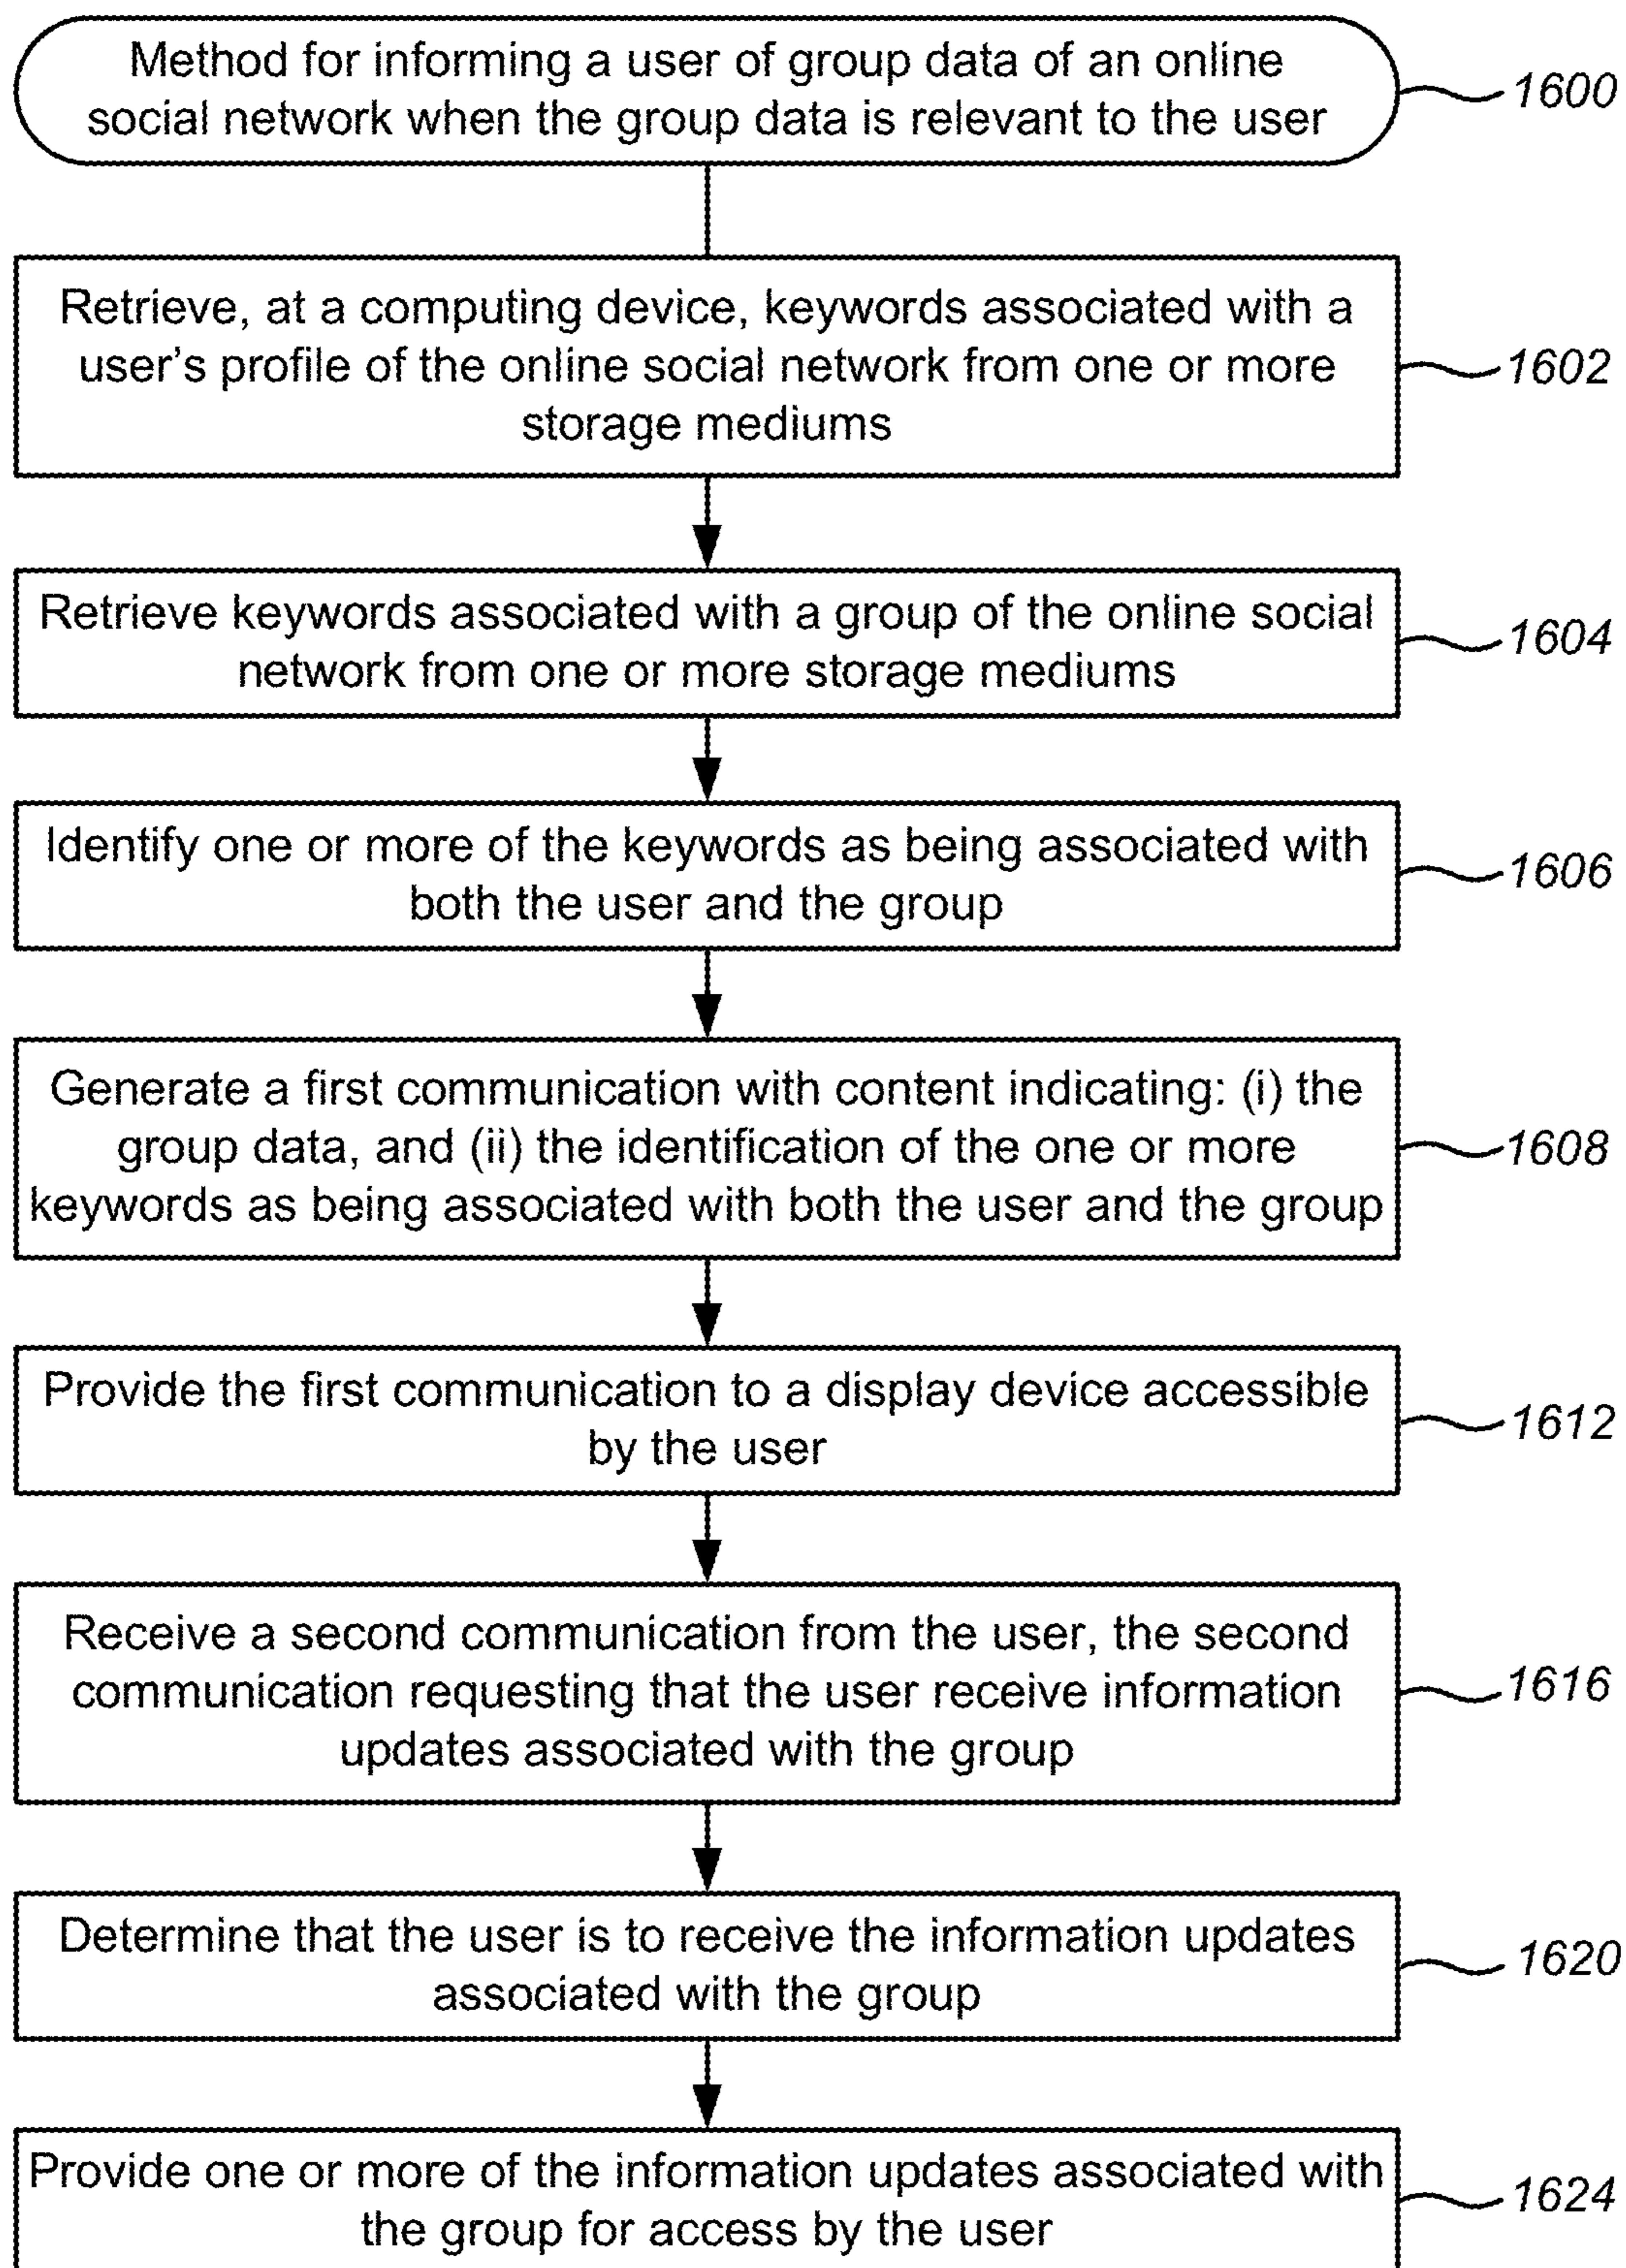 Method for informing a user of group data of an online
social network when the group data is relevant to the user
1600
Retrieve, at a computing device, keywords associated with a
user's profile of the online social network from one or more
storage mediums
1602
Retrieve keywords associated with a group of the online social
network from one or more storage mediums
1604
Identify one or more of the keywords as being associated with
both the user and the group
1606
Generate a first communication with content indicating: (i) the
group data, and (ii) the identification of the one or more
keywords as being associated with both the user and the group
1608
Provide the first communication to a display device accessible
by the user
1612
Receive a second communication from the user, the second
communication requesting that the user receive information
updates associated with the group
1616
Determine that the user is to receive the information updates
associated with the group
1620
Provide one or more of the information updates associated with
the group for access by the user
1624